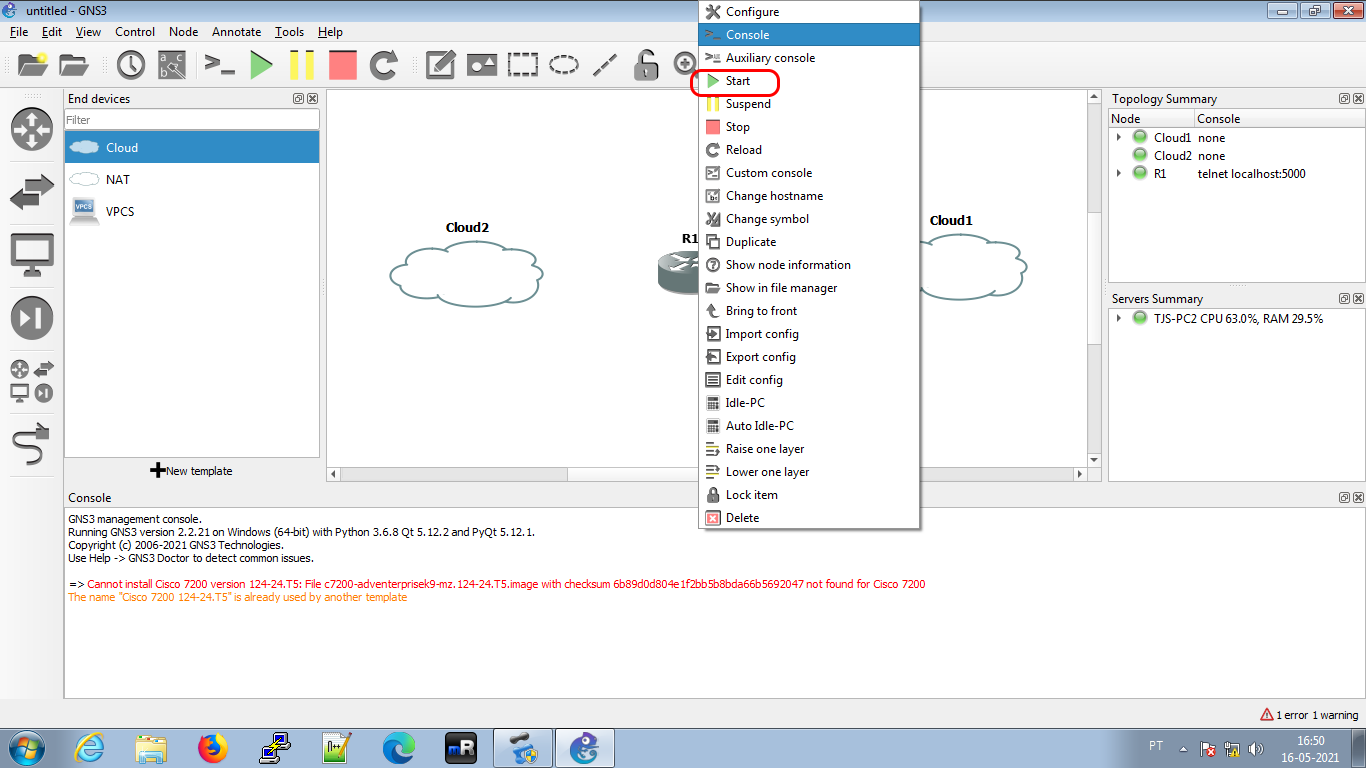 untitled - GNS3
File Edit View Control Node Annotate Tools Help
End devices
Filter
Cloud
NAT
VPCS
New template
Cloud2
R1
Cloud1
Configure
Console
Auxiliary console
Start
Suspend
Stop
Reload
Custom console
Change hostname
Change symbol
Duplicate
Show node information
Show in file manager
Bring to front
Import config
Export config
Edit config
Idle-PC
Auto Idle-PC
Raise one layer
Lower one layer
Lock item
Delete
Topology Summary
Node Console
Cloud1 none
Cloud2 none
R1 telnet localhost:5000
Servers Summary
TJS-PC2 CPU 63.0%, RAM 29.5%
Console
GNS3 management console.
Running GNS3 version 2.2.21 on Windows (64-bit) with Python 3.6.8 Qt 5.12.2 and PyQt 5.12.1.
Copyright (c) 2006-2021 GNS3 Technologies.
Use Help -> GNS3 Doctor to detect common issues.
=> Cannot install Cisco 7200 version 124-24.T5: File c7200-adventerprisek9-mz.124-24.T5.image with checksum 6b89d0d804e1f2bb5b8bda66b5692047 not found for Cisco 7200
The name "Cisco 7200 124-24.T5" is already used by another template
1 error 1 warning
mR
PT
16:50
16-05-2021